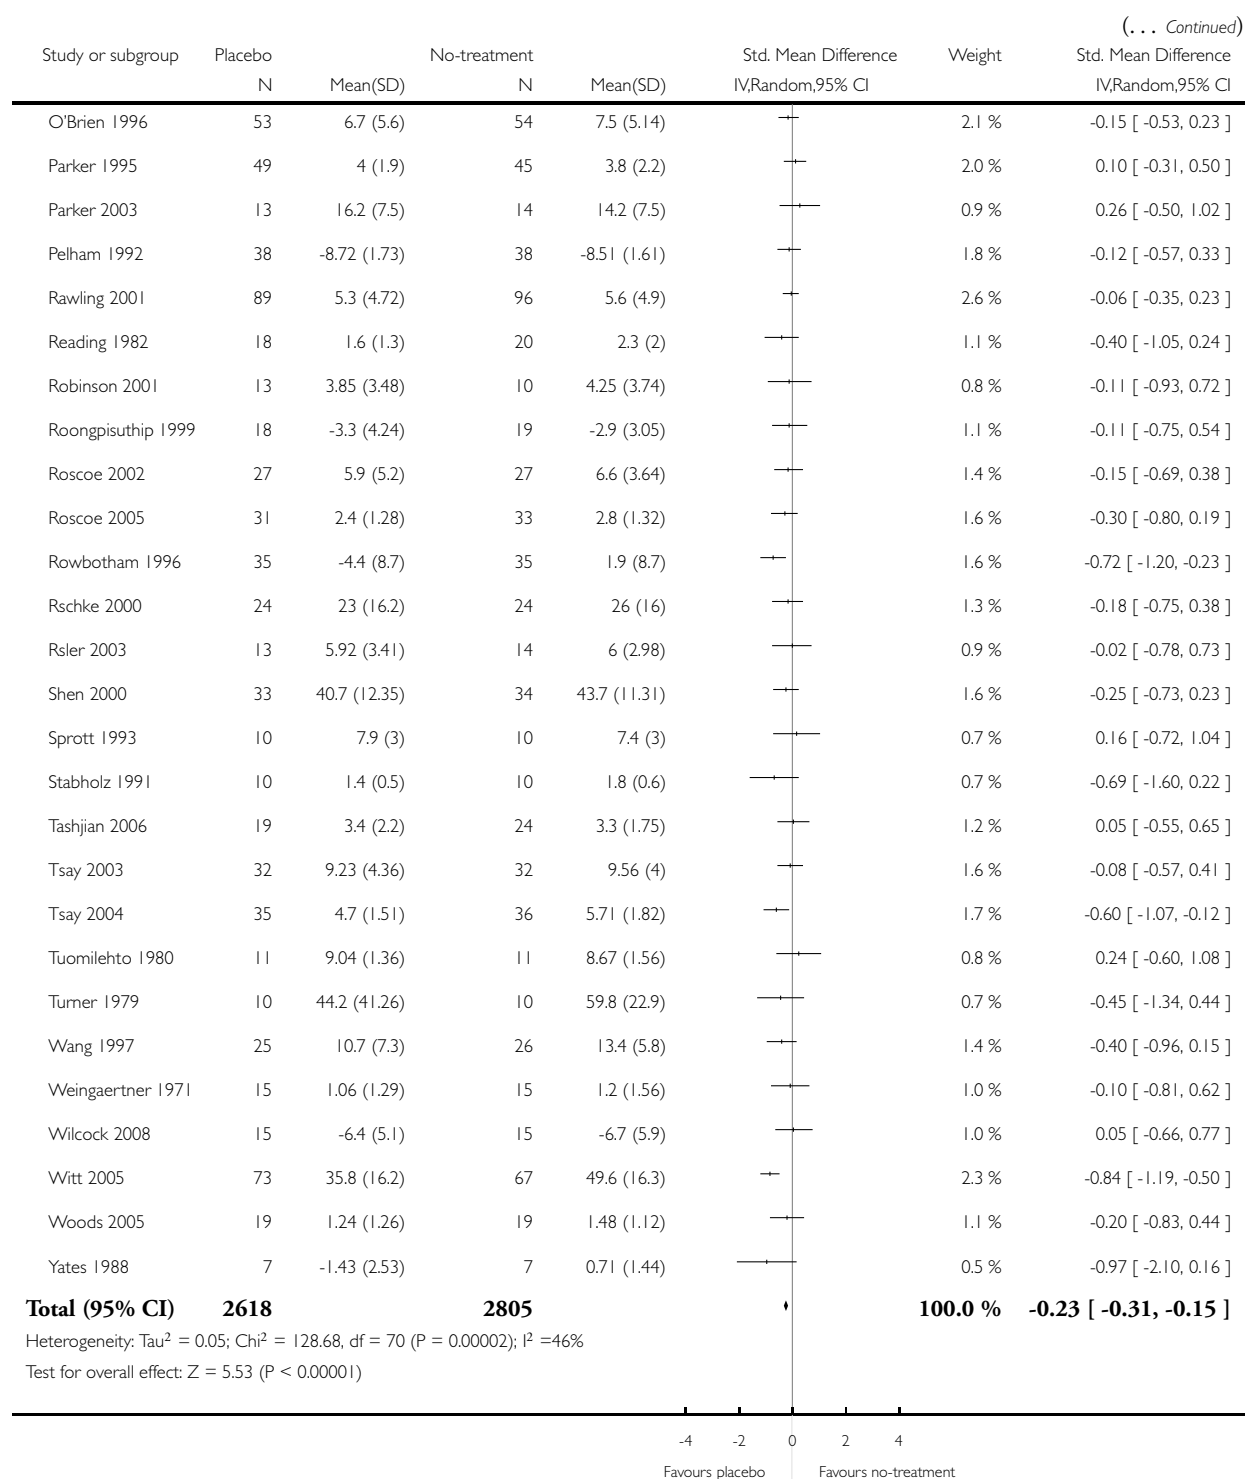 (... Continued)
Study or subgroup Placebo No-treatment Std. Mean Difference Weight Std. Mean Difference
N Mean(SD) N Mean(SD) IV,Random,95% CI IV,Random,95% CI
O'Brien 1996 53 6.7 (5.6) 54 7.5 (5.14) 2.1 % -0.15 [ -0.53, 0.23 ]
Parker 1995 49 4 (1.9) 45 3.8 (2.2) 2.0 % 0.10 [ -0.31, 0.50 ]
Parker 2003 13 16.2 (7.5) 14 14.2 (7.5) 0.9 % 0.26 [ -0.50, 1.02 ]
Pelham 1992 38 -8.72 (1.73) 38 -8.51 (1.61) 1.8 % -0.12 [ -0.57, 0.33 ]
Rawling 2001 89 5.3 (4.72) 96 5.6 (4.9) 2.6 % -0.06 [ -0.35, 0.23 ]
Reading 1982 18 1.6 (1.3) 20 2.3 (2) 1.1 % -0.40 [ -1.05, 0.24 ]
Robinson 2001 13 3.85 (3.48) 10 4.25 (3.74) 0.8 % -0.11 [ -0.93, 0.72 ]
Roongpisuthip 1999 18 -3.3 (4.24) 19 -2.9 (3.05) 1.1 % -0.11 [ -0.75, 0.54 ]
Roscoe 2002 27 5.9 (5.2) 27 6.6 (3.64) 1.4 % -0.15 [ -0.69, 0.38 ]
Roscoe 2005 31 2.4 (1.28) 33 2.8 (1.32) 1.6 % -0.30 [ -0.80, 0.19 ]
Rowbotham 1996 35 -4.4 (8.7) 35 1.9 (8.7) 1.6 % -0.72 [ -1.20, -0.23 ]
Rschke 2000 24 23 (16.2) 24 26 (16) 1.3 % -0.18 [ -0.75, 0.38 ]
Rsler 2003 13 5.92 (3.41) 14 6 (2.98) 0.9 % -0.02 [ -0.78, 0.73 ]
Shen 2000 33 40.7 (12.35) 34 43.7 (11.31) 1.6 % -0.25 [ -0.73, 0.23 ]
Sprott 1993 10 7.9 (3) 10 7.4 (3) 0.7 % 0.16 [ -0.72, 1.04 ]
Stabholz 1991 10 1.4 (0.5) 10 1.8 (0.6) 0.7 % -0.69 [ -1.60, 0.22 ]
Tashjian 2006 19 3.4 (2.2) 24 3.3 (1.75) 1.2 % 0.05 [ -0.55, 0.65 ]
Tsay 2003 32 9.23 (4.36) 32 9.56 (4) 1.6 % -0.08 [ -0.57, 0.41 ]
Tsay 2004 35 4.7 (1.51) 36 5.71 (1.82) 1.7 % -0.60 [ -1.07, -0.12 ]
Tuomilehto 1980 11 9.04 (1.36) 11 8.67 (1.56) 0.8 % 0.24 [ -0.60, 1.08 ]
Turner 1979 10 44.2 (41.26) 10 59.8 (22.9) 0.7 % -0.45 [ -1.34, 0.44 ]
Wang 1997 25 10.7 (7.3) 26 13.4 (5.8) 1.4 % -0.40 [ -0.96, 0.15 ]
Weingaertner 1971 15 1.06 (1.29) 15 1.2 (1.56) 1.0 % -0.10 [ -0.81, 0.62 ]
Wilcock 2008 15 -6.4 (5.1) 15 -6.7 (5.9) 1.0 % 0.05 [ -0.66, 0.77 ]
Witt 2005 73 35.8 (16.2) 67 49.6 (16.3) 2.3 % -0.84 [ -1.19, -0.50 ]
Woods 2005 19 1.24 (1.26) 19 1.48 (1.12) 1.1 % -0.20 [ -0.83, 0.44 ]
Yates 1988 7 -1.43 (2.53) 7 0.71 (1.44) 0.5 % -0.97 [ -2.10, 0.16 ]
Total (95% CI) 2618 2805 100.0 % -0.23 [ -0.31, -0.15 ]
Heterogeneity: Tau² = 0.05; Chi² = 128.68, df = 70 (P = 0.00002); I² =46%
Test for overall effect: Z = 5.53 (P < 0.00001)
-4 -2 0 2 4
Favours placebo Favours no-treatment